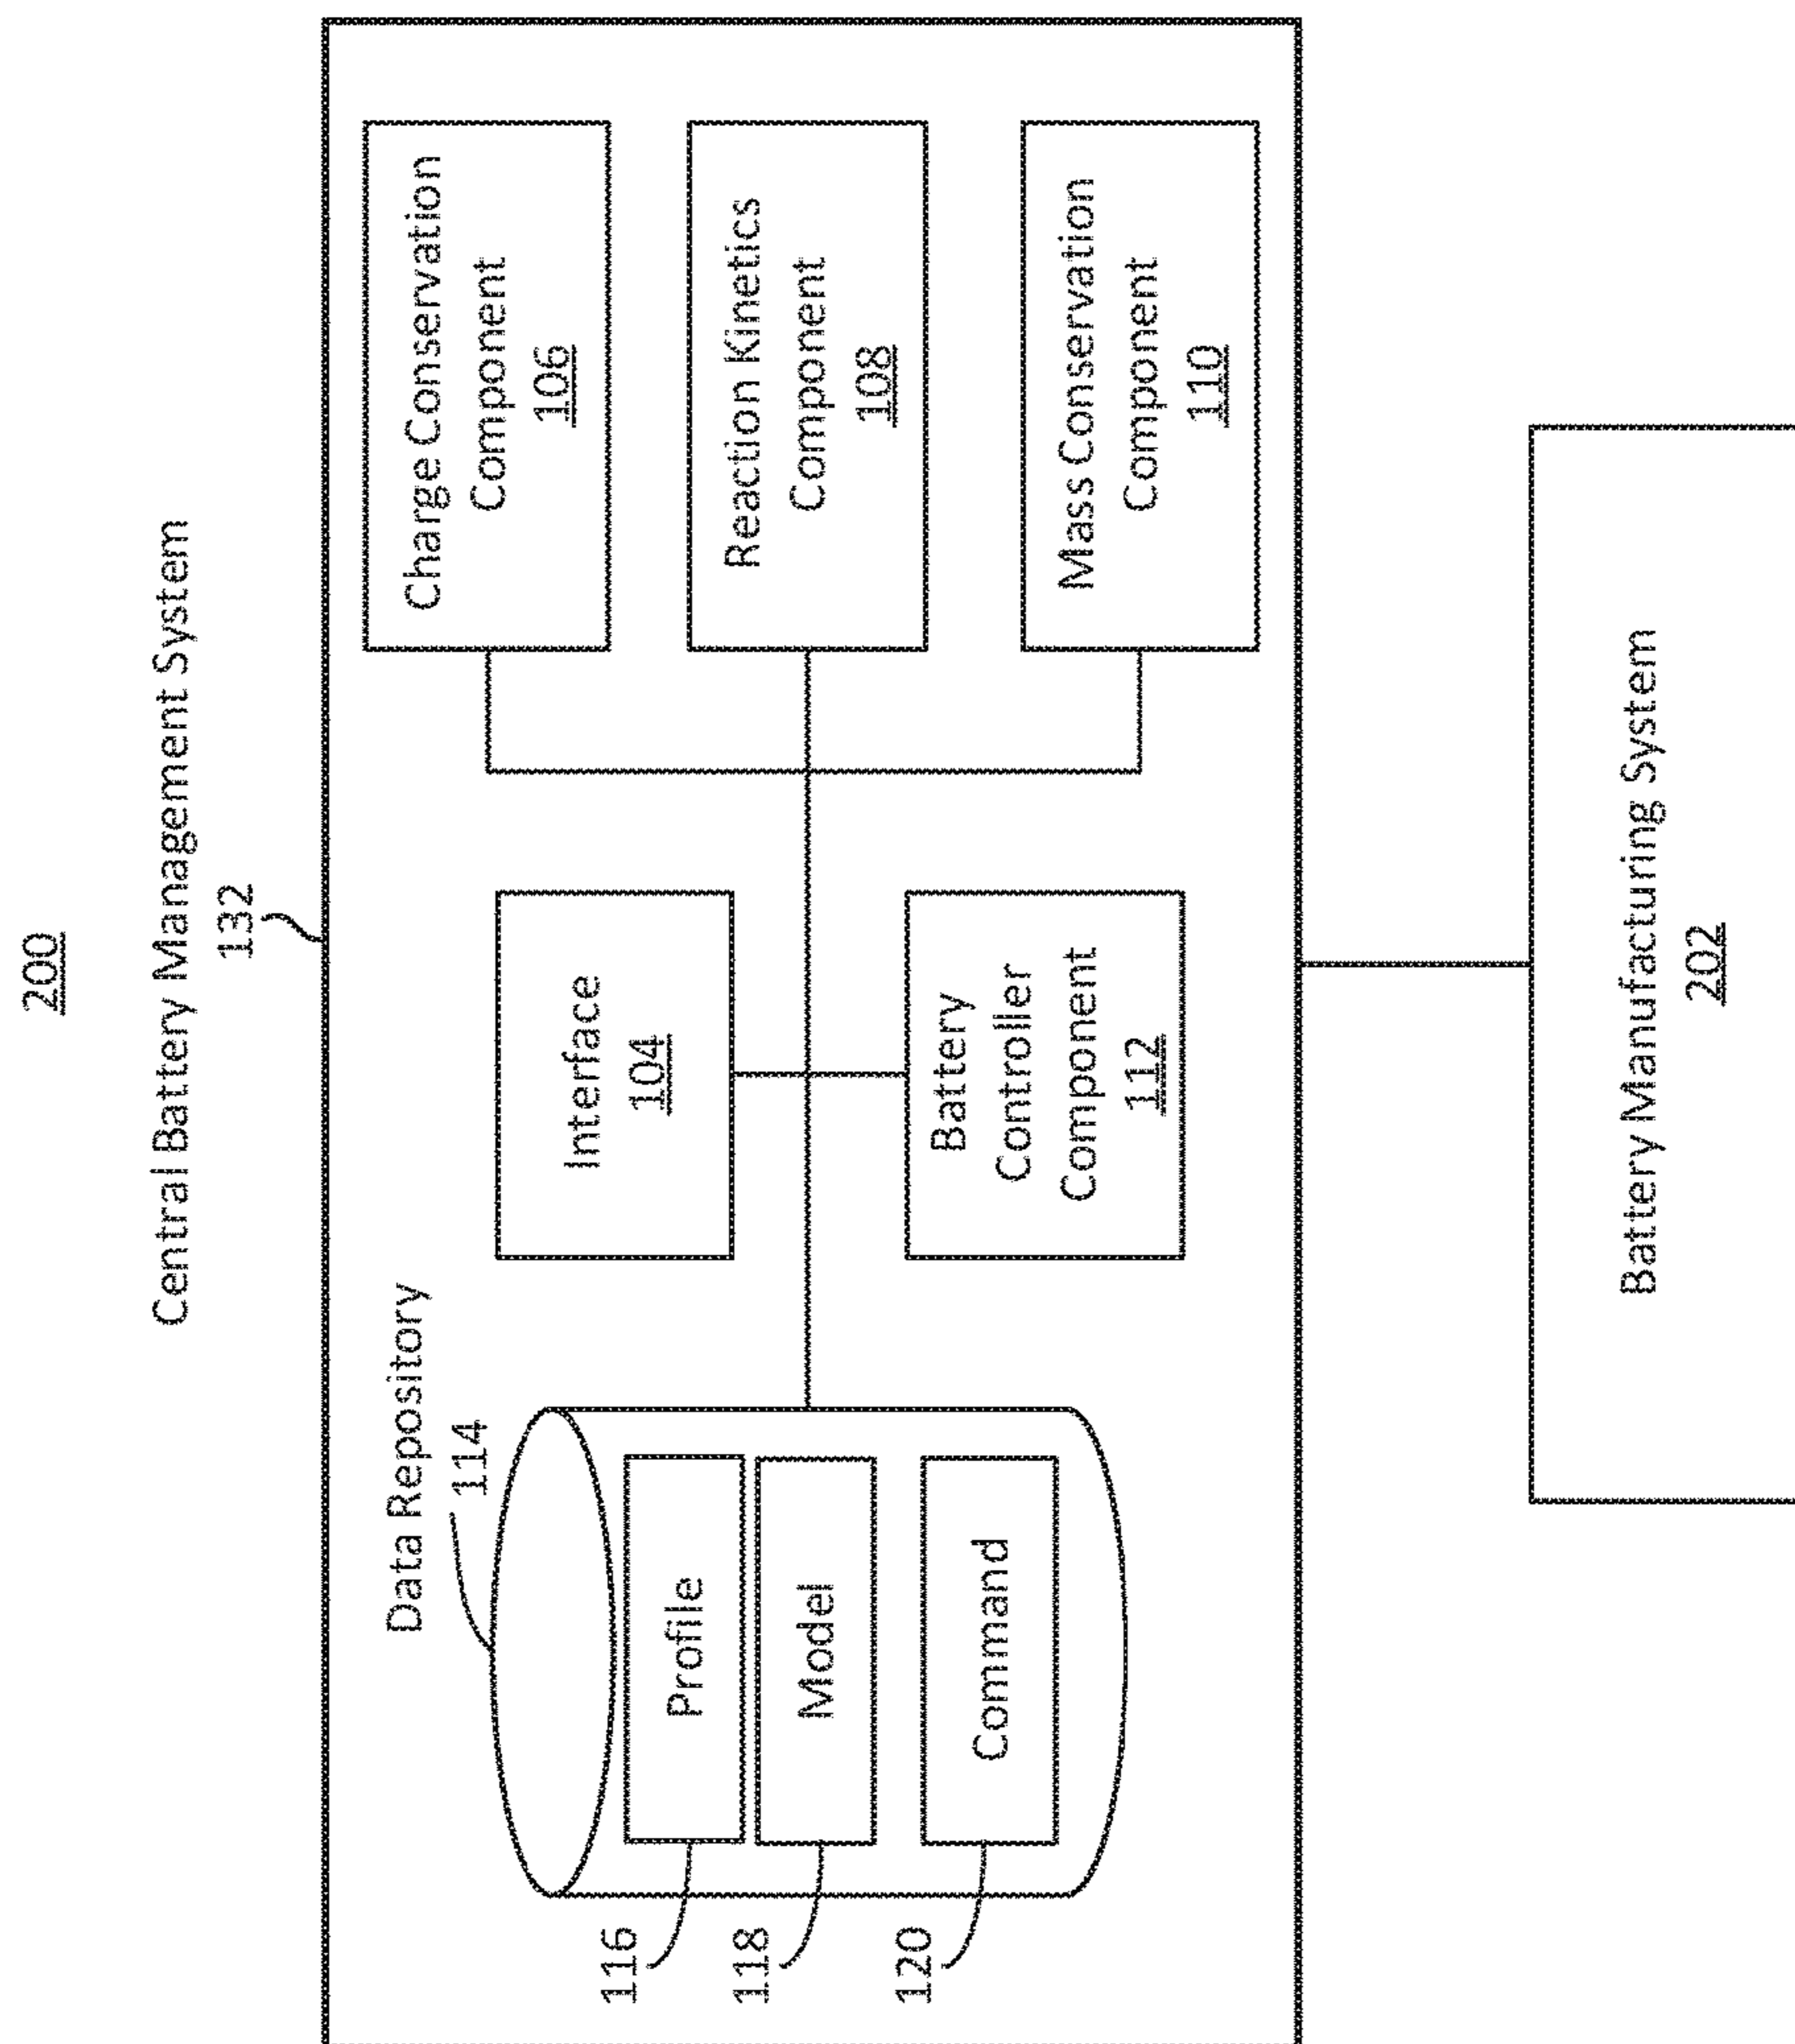 200
Central Battery Management System
132
Data Repository
114
Profile
116
Model
118
Command
120
Interface
104
Battery
Controller
Component
112
Charge Conservation
Component
106
Reaction Kinetics
Component
108
Mass Conservation
Component
110
Battery Manufacturing System
202